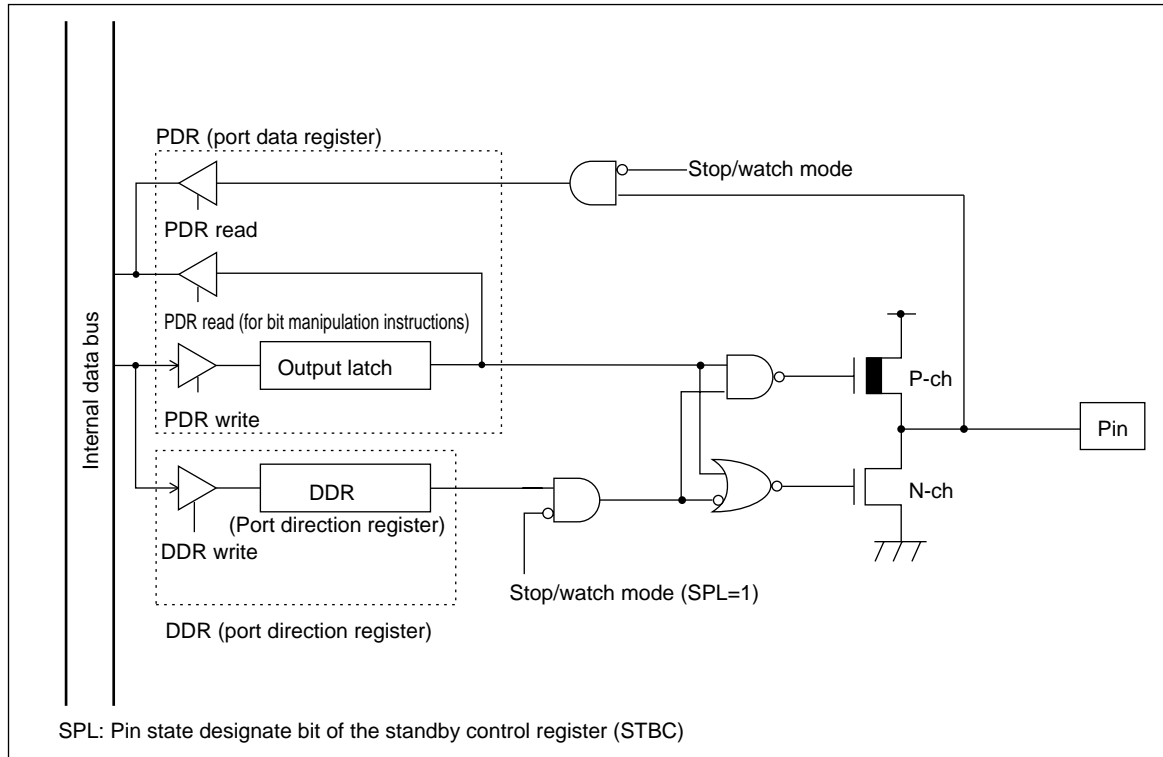 PDR (port data register)
Stop/watch mode
PDR read
PDR read (for bit manipulation instructions)
Internal data bus
Output latch
P-ch
PDR write
Pin
DDR
N-ch
(Port direction register)
DDR write
Stop/watch mode (SPL=1)
DDR (port direction register)
SPL: Pin state designate bit of the standby control register (STBC)